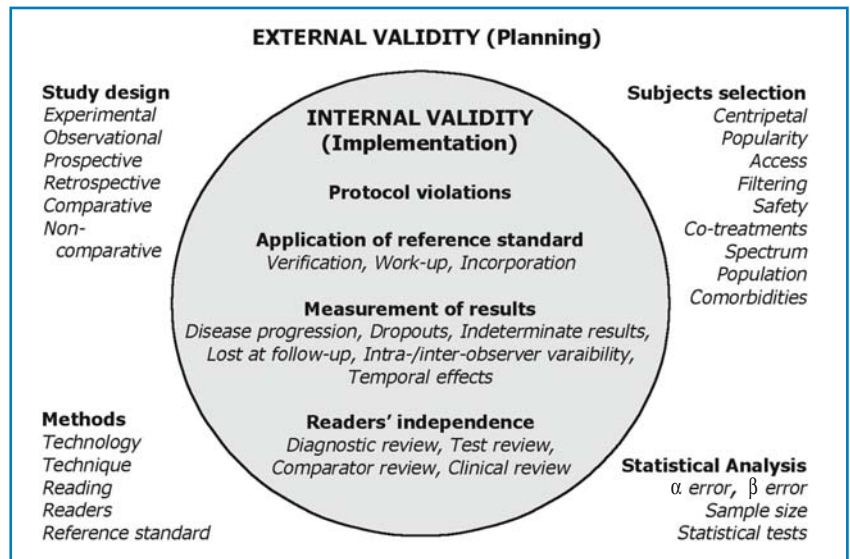 EXTERNAL VALIDITY (Planning)
Study design
Experimental
Observational
Prospective
Retrospective
Comparative
Non-
comparative
INTERNAL VALIDITY
(Implementation)
Protocol violations
Application of reference standard
Verification, Work-up, Incorporation
Measurement of results
Disease progression, Dropouts, Indeterminate results,
Lost at follow-up, Intra-/inter-observer varaibility,
Temporal effects
Readers' independence
Diagnostic review, Test review,
Comparator review, Clinical review
Subjects selection
Centripetal
Popularity
Access
Filtering
Safety
Co-treatments
Spectrum
Population
Comorbidities
Methods
Technology
Technique
Reading
Readers
Reference standard
Statistical Analysis
α error, β error
Sample size
Statistical tests